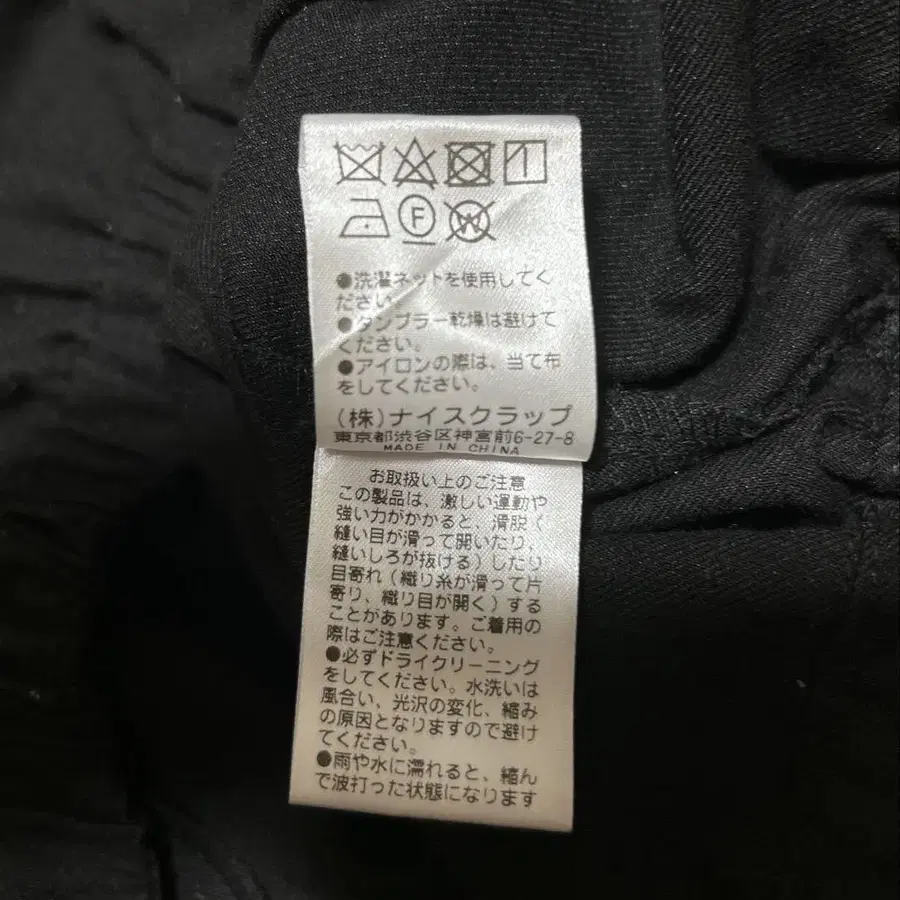 F W
●洗濯ネットを使用してく
ださい
●タンブラー乾燥は避けて
ください。
●アイロンの際は、当て布
をしてください。
(株)ナイスクラップ
東京都渋谷区神宮前6-27-8
MADE IN CHINA
お取扱い上のご注意
この製品は、激しい運動や
強い力がかかると、滑脱(
縫い目が滑って開いたり、
縫いしろが抜ける)したり
目寄れ(織り糸が滑って片
寄り、織り目が開く)する
ことがあります。ご着用の
際はご注意ください。
●必ずドライクリーニング
をしてください。水洗いは
風合い、光沢の変化、縮み
の原因となりますので避け
てください。
●雨や水に濡れると、縮ん
で波打った状態になります